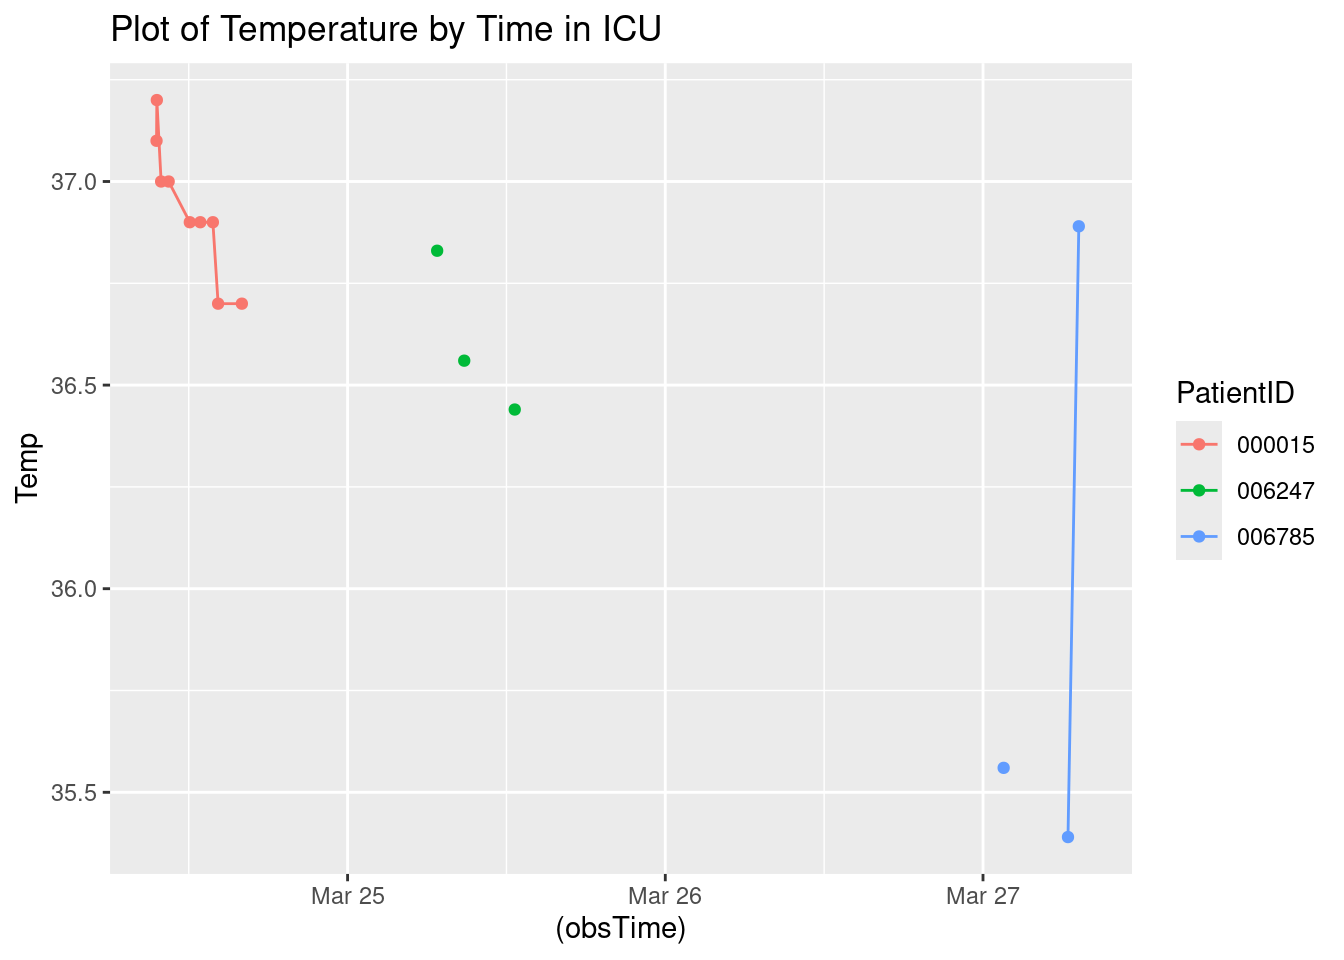 Plot of Temperature by Time in ICU
37.0
36.5
36.0
35.5
Temp
Mar 25
Mar 26
Mar 27
(obsTime)
PatientID
000015
006247
006785